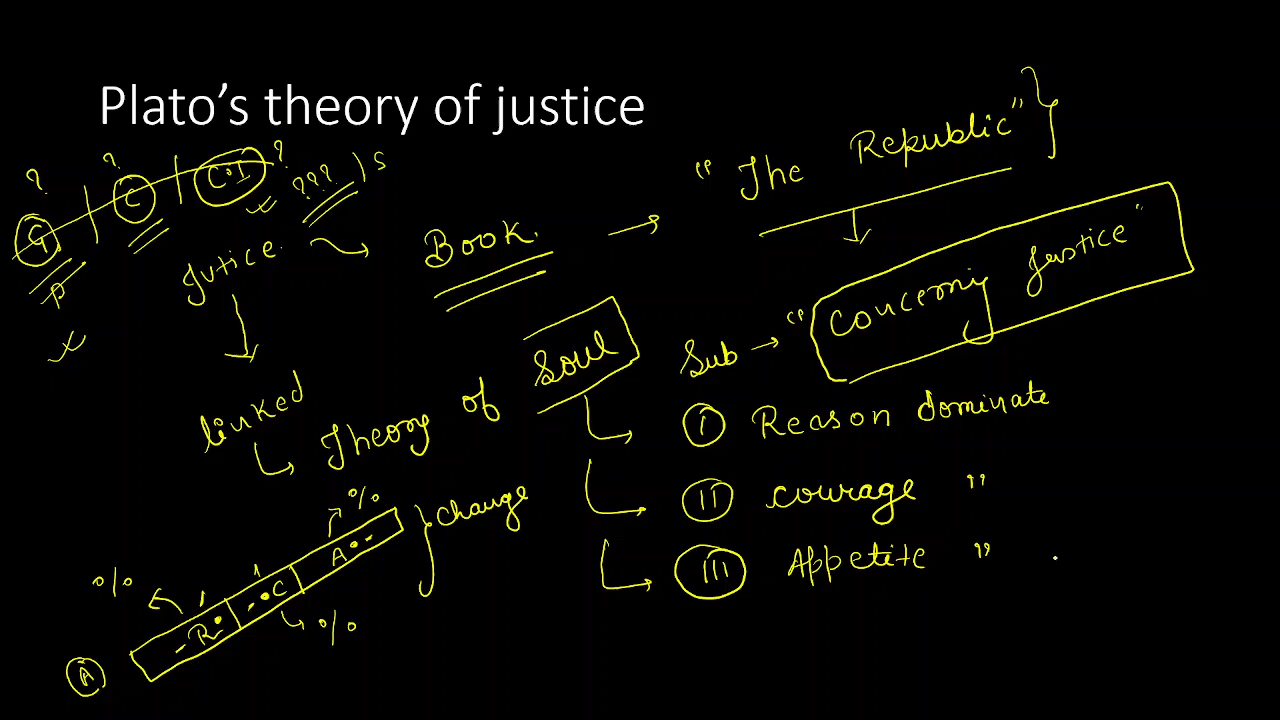 Plato's theory of justice
? ? ?
G | C | C.I ??? ) S
P
Jutice. Book. "The Republic"
Sub → "Concerning Justice"
linked
Theory of Soul
I Reason dominate
II courage "
III Appetite "
change
R C A
% % %
A